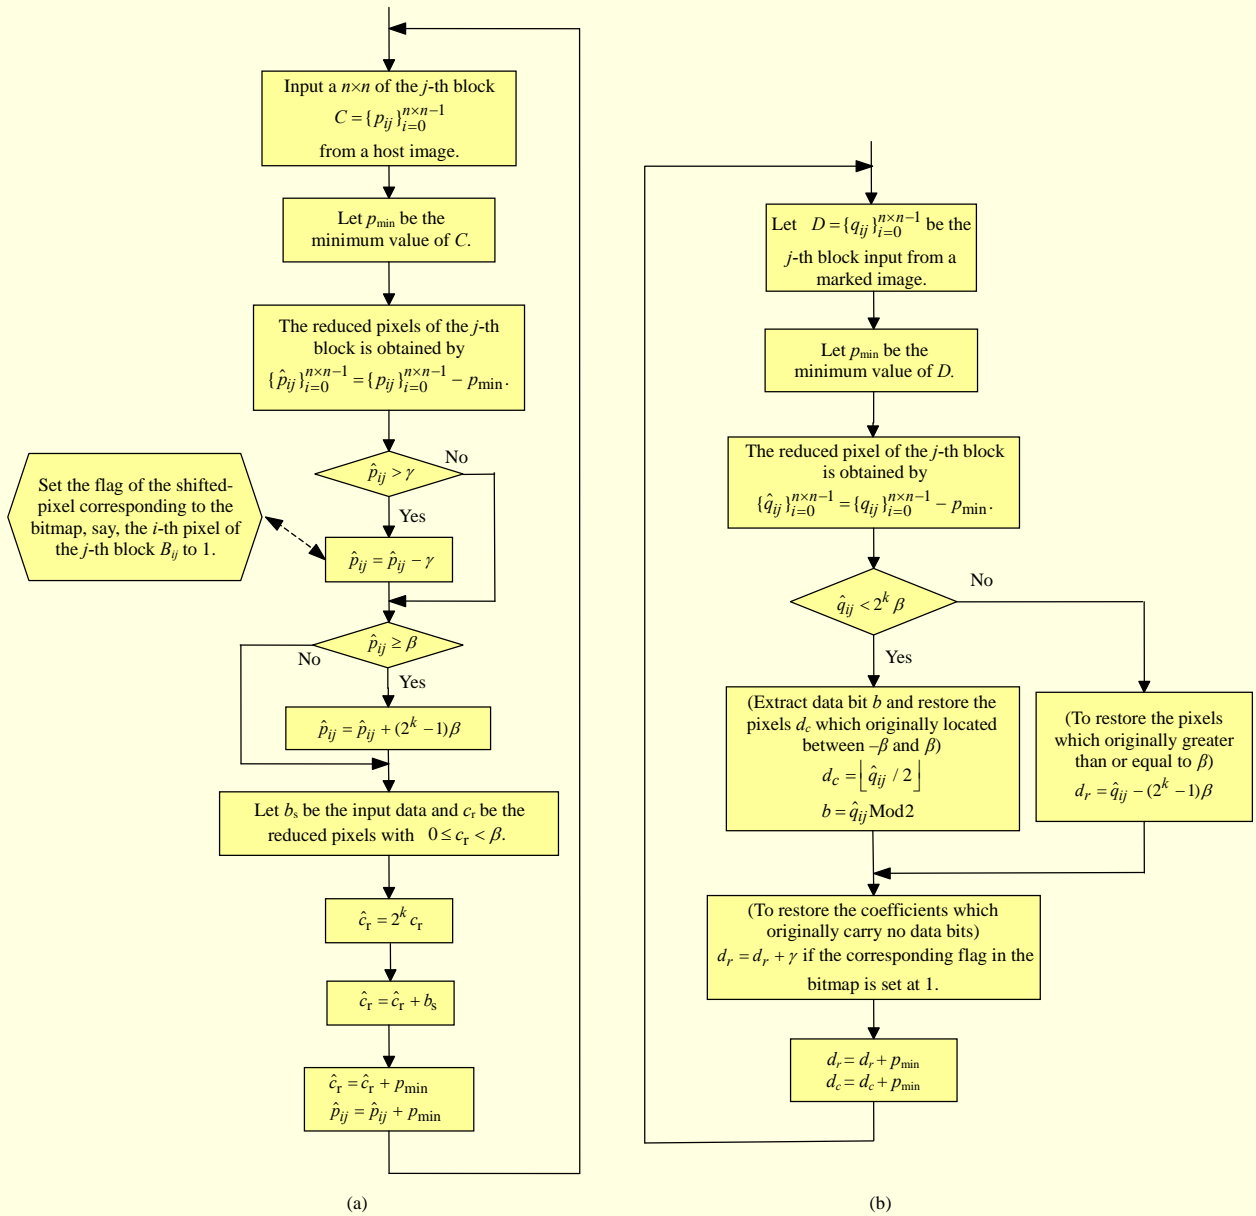 Input a n×n of the j-th block
C = {p_ij}_{i=0}^{n×n−1}
from a host image.
Let p_min be the
minimum value of C.
The reduced pixels of the j-th
block is obtained by
{p̂_ij}_{i=0}^{n×n−1} = {p_ij}_{i=0}^{n×n−1} − p_min.
p̂_ij > γ
No
Yes
Set the flag of the shifted-
pixel corresponding to the
bitmap, say, the i-th pixel of
the j-th block B_ij to 1.
p̂_ij = p̂_ij − γ
p̂_ij ≥ β
No
Yes
p̂_ij = p̂_ij + (2^k −1)β
Let b_s be the input data and c_r be the
reduced pixels with 0 ≤ c_r < β.
ĉ_r = 2^k c_r
ĉ_r = ĉ_r + b_s
ĉ_r = ĉ_r + p_min
p̂_ij = p̂_ij + p_min
(a)
Let D = {q_ij}_{i=0}^{n×n−1} be the
j-th block input from a
marked image.
Let p_min be the
minimum value of D.
The reduced pixel of the j-th block
is obtained by
{q̂_ij}_{i=0}^{n×n−1} = {q_ij}_{i=0}^{n×n−1} − p_min.
q̂_ij < 2^k β
No
Yes
(Extract data bit b and restore the
pixels d_c which originally located
between –β and β)
d_c = ⌊q̂_ij / 2⌋
b = q̂_ij Mod2
(To restore the pixels
which originally greater
than or equal to β)
d_r = q̂_ij − (2^k −1)β
(To restore the coefficients which
originally carry no data bits)
d_r = d_r + γ if the corresponding flag in the
bitmap is set at 1.
d_r = d_r + p_min
d_c = d_c + p_min
(b)